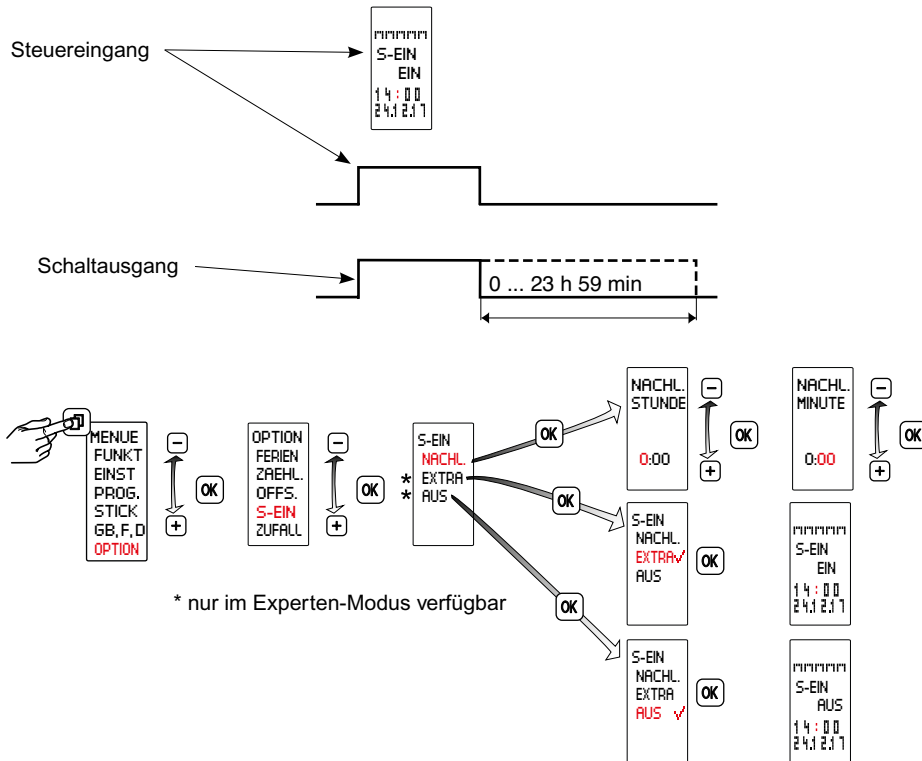 Steuereingang
S-EIN
EIN
14:00
24.12.17
Schaltausgang
0 ... 23 h 59 min
MENUE
FUNKT
EINST
PROG.
STICK
GB,F,D
OPTION
−
OK
+
OPTION
FERIEN
ZAEHL.
OFFS.
S-EIN
ZUFALL
−
OK
+
S-EIN
NACHL.
* EXTRA
* AUS
OK
OK
OK
NACHL.
STUNDE
0:00
−
OK
+
NACHL.
MINUTE
0:00
−
OK
+
S-EIN
NACHL.
EXTRA✓
AUS
OK
S-EIN
EIN
14:00
24.12.17
* nur im Experten-Modus verfügbar
S-EIN
NACHL.
EXTRA
AUS ✓
OK
S-EIN
AUS
14:00
24.12.17